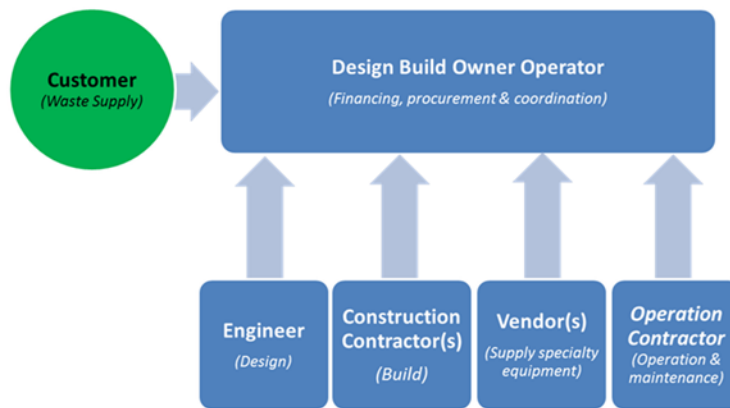 Customer
(Waste Supply)
Design Build Owner Operator
(Financing, procurement & coordination)
Engineer
(Design)
Construction
Contractor(s)
(Build)
Vendor(s)
(Supply specialty
equipment)
Operation
Contractor
(Operation &
maintenance)